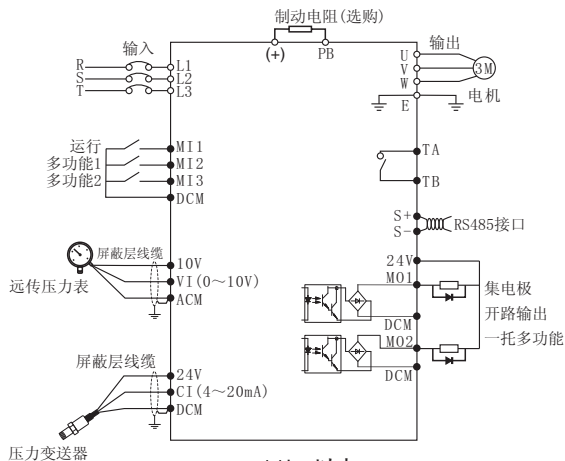 制动电阻(选购)
(+)
PB
输入
R
S
T
L1
L2
L3
输出
U
V
W
3M
电机
E
运行
多功能1
多功能2
MI1
MI2
MI3
DCM
TA
TB
S+
S-
RS485接口
屏蔽层线缆
远传压力表
10V
VI(0～10V)
ACM
24V
MO1
DCM
MO2
DCM
集电极
开路输出
一托多功能
屏蔽层线缆
24V
CI(4～20mA)
DCM
压力变送器